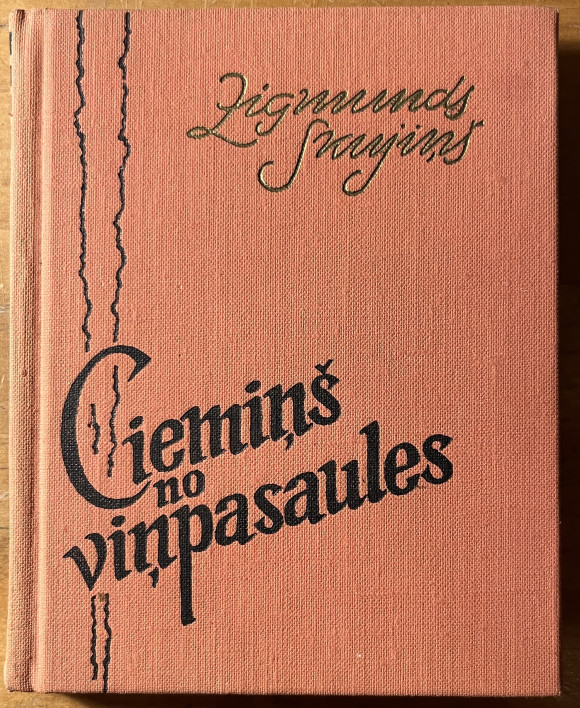 Zigmunds
Skujiņš
Ciemiņš
no
viņpasaules